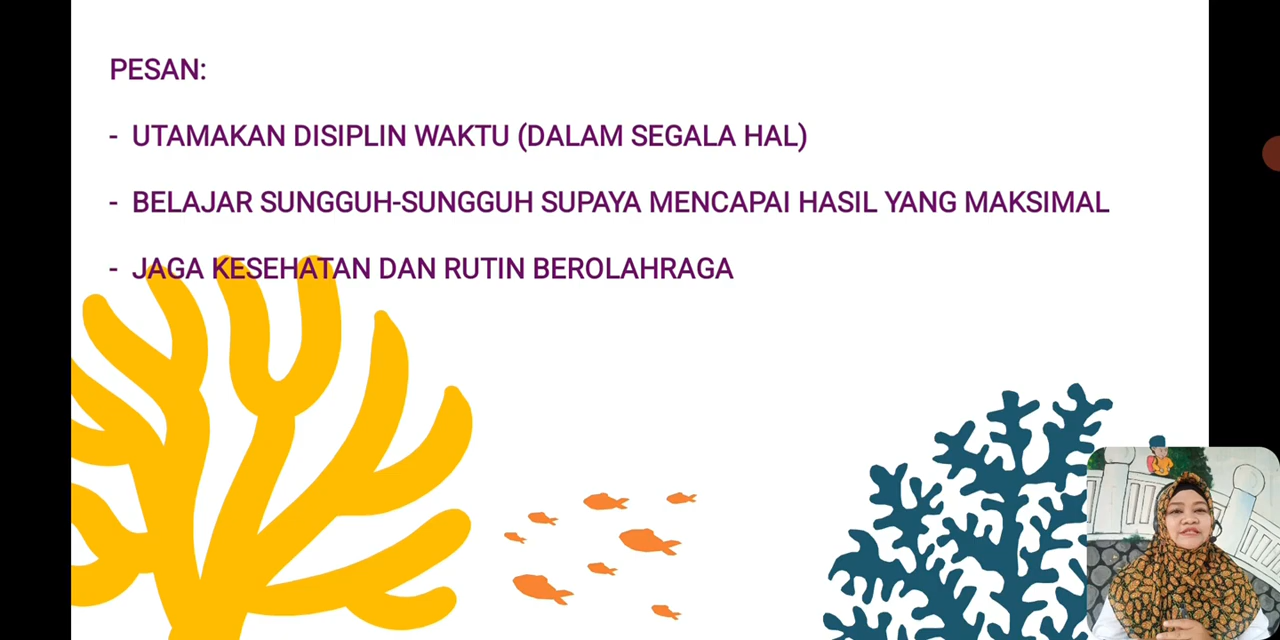 PESAN:
- UTAMAKAN DISIPLIN WAKTU (DALAM SEGALA HAL)
- BELAJAR SUNGGUH-SUNGGUH SUPAYA MENCAPAI HASIL YANG MAKSIMAL
- JAGA KESEHATAN DAN RUTIN BEROLAHRAGA